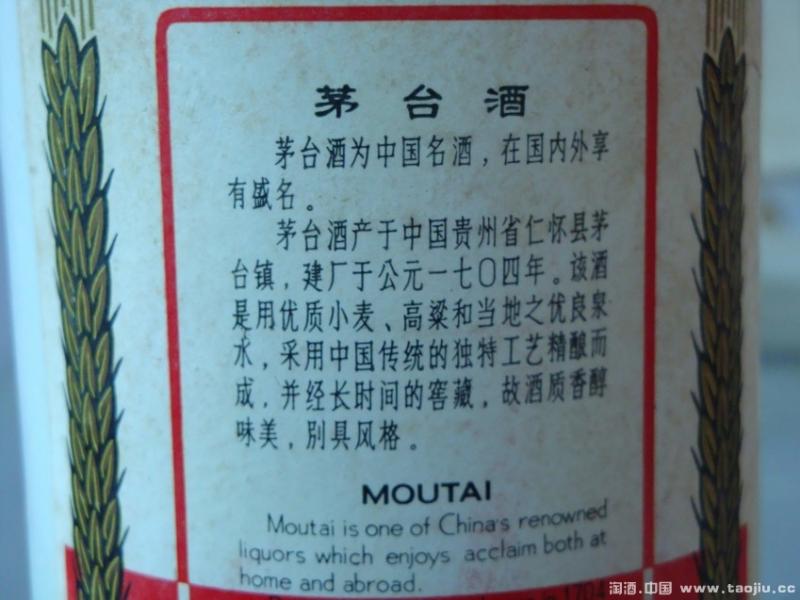 茅台酒
茅台酒为中国名酒，在国内外享
有盛名。
茅台酒产于中国贵州省仁怀县茅
台镇，建厂于公元一七〇四年。该酒
是用优质小麦、高粱和当地之优良泉
水，采用中国传统的独特工艺精酿而
成，并经长时间的窖藏，故酒质香醇
味美，别具风格。
MOUTAI
Moutai is one of China's renowned
liquors which enjoys acclaim both at
home and abroad.
1704
淘酒.中国 www.taojiu.cc